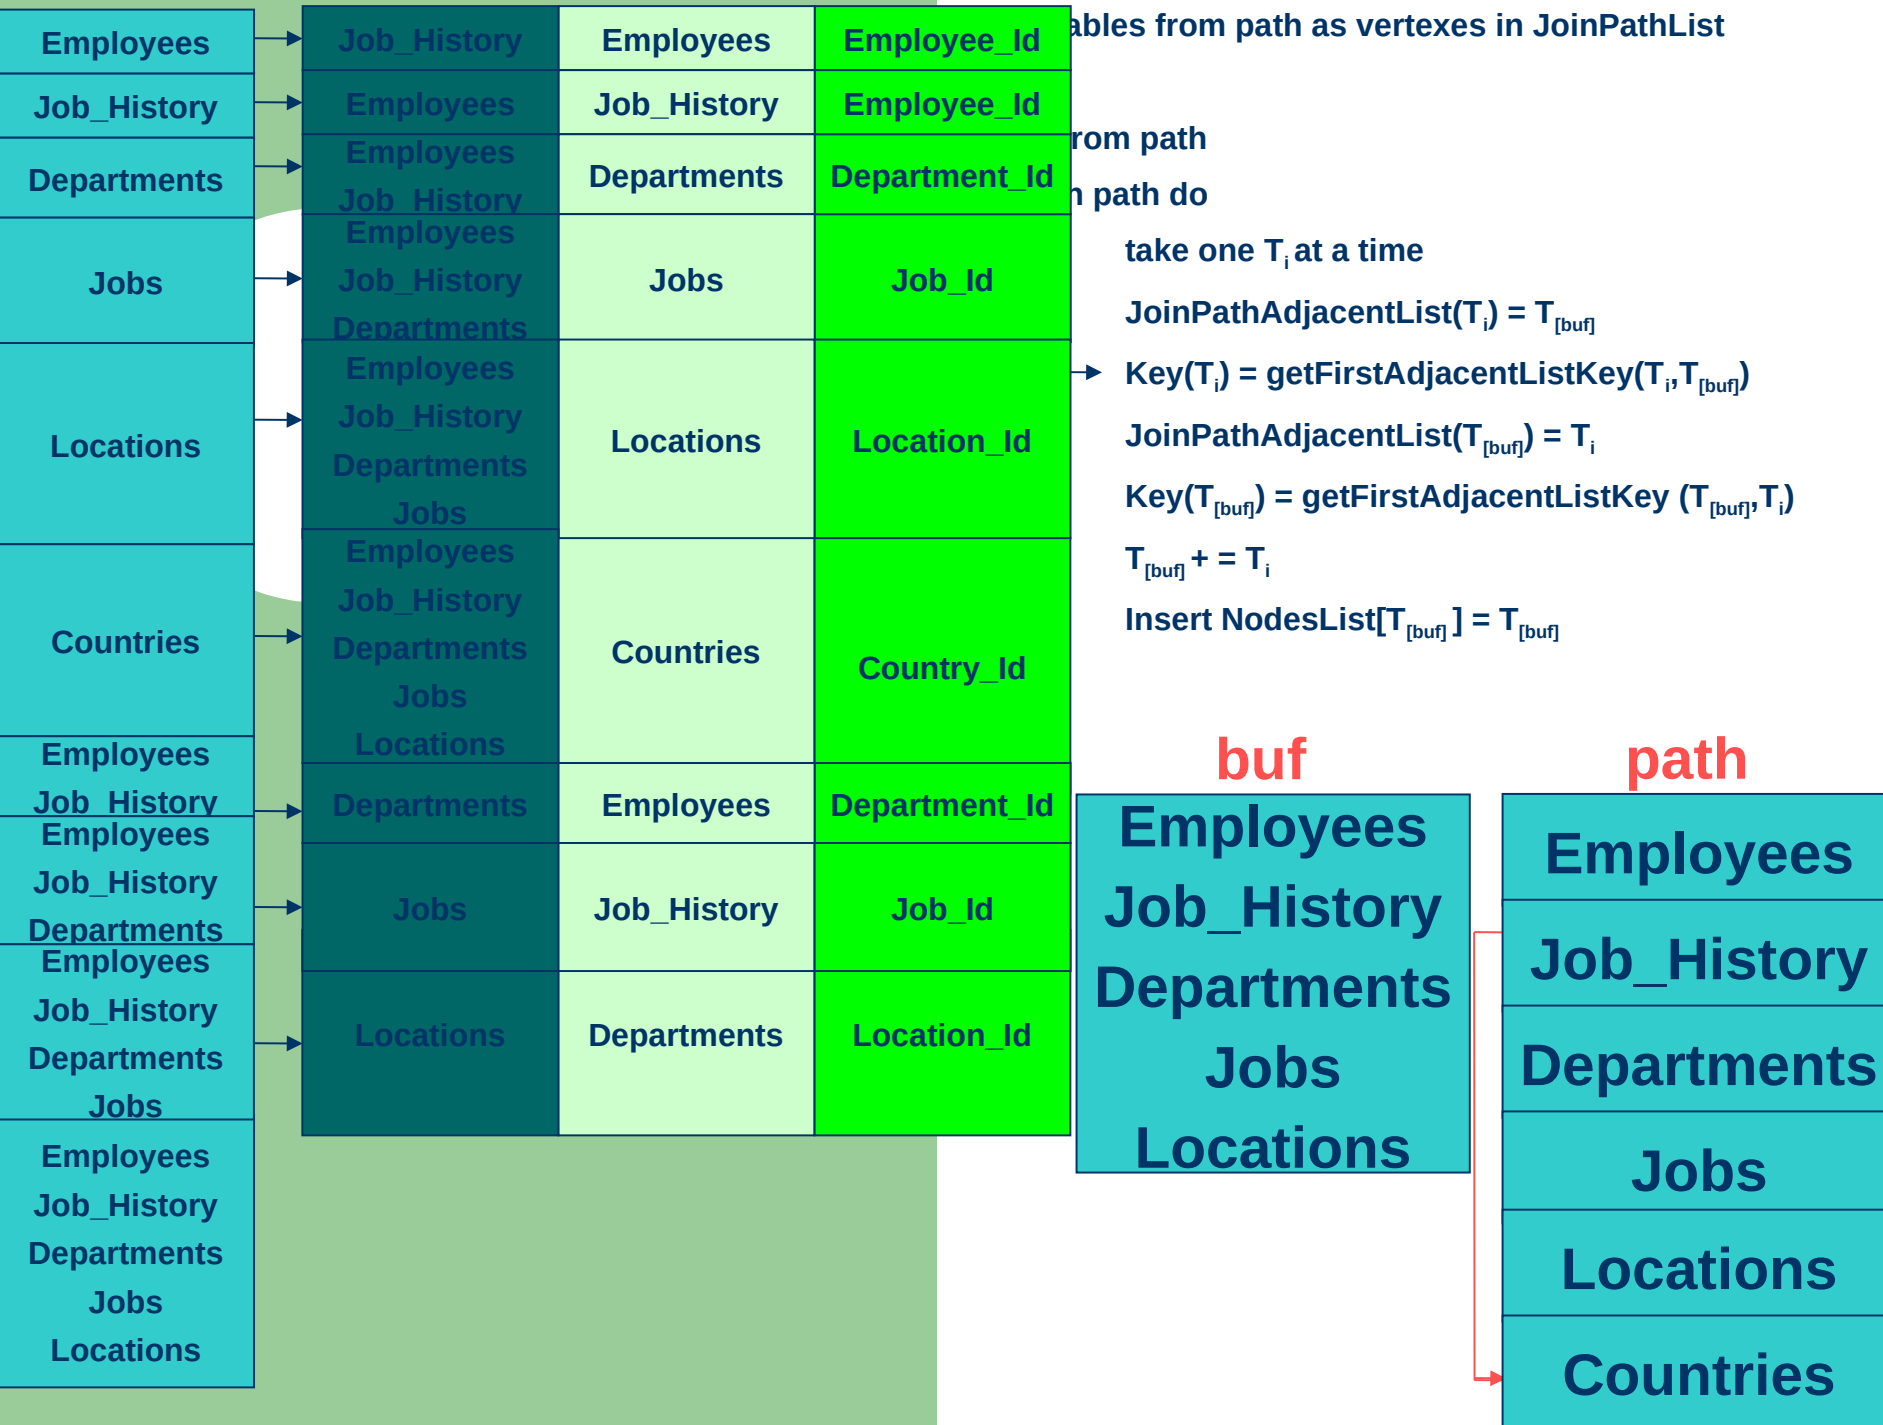 Employees
Job_History
Departments
Jobs
Locations
Countries
Employees
Job_History
Employees
Job_History
Departments
Employees
Job_History
Departments
Jobs
Employees
Job_History
Departments
Jobs
Locations
Job_History Employees Employee_Id
Employees Job_History Employee_Id
Employees
Job_History
Departments Department_Id
Employees
Job_History
Departments
Jobs Job_Id
Employees
Job_History
Departments
Jobs
Locations Location_Id
Employees
Job_History
Departments
Jobs
Locations
Countries Country_Id
Departments Employees Department_Id
Jobs Job_History Job_Id
Locations Departments Location_Id
ables from path as vertexes in JoinPathList
rom path
path do
take one Ti at a time
JoinPathAdjacentList(Ti) = T[buf]
Key(Ti) = getFirstAdjacentListKey(Ti,T[buf])
JoinPathAdjacentList(T[buf]) = Ti
Key(T[buf]) = getFirstAdjacentListKey (T[buf],Ti)
T[buf] + = Ti
Insert NodesList[T[buf] ] = T[buf]
buf
Employees
Job_History
Departments
Jobs
Locations
path
Employees
Job_History
Departments
Jobs
Locations
Countries